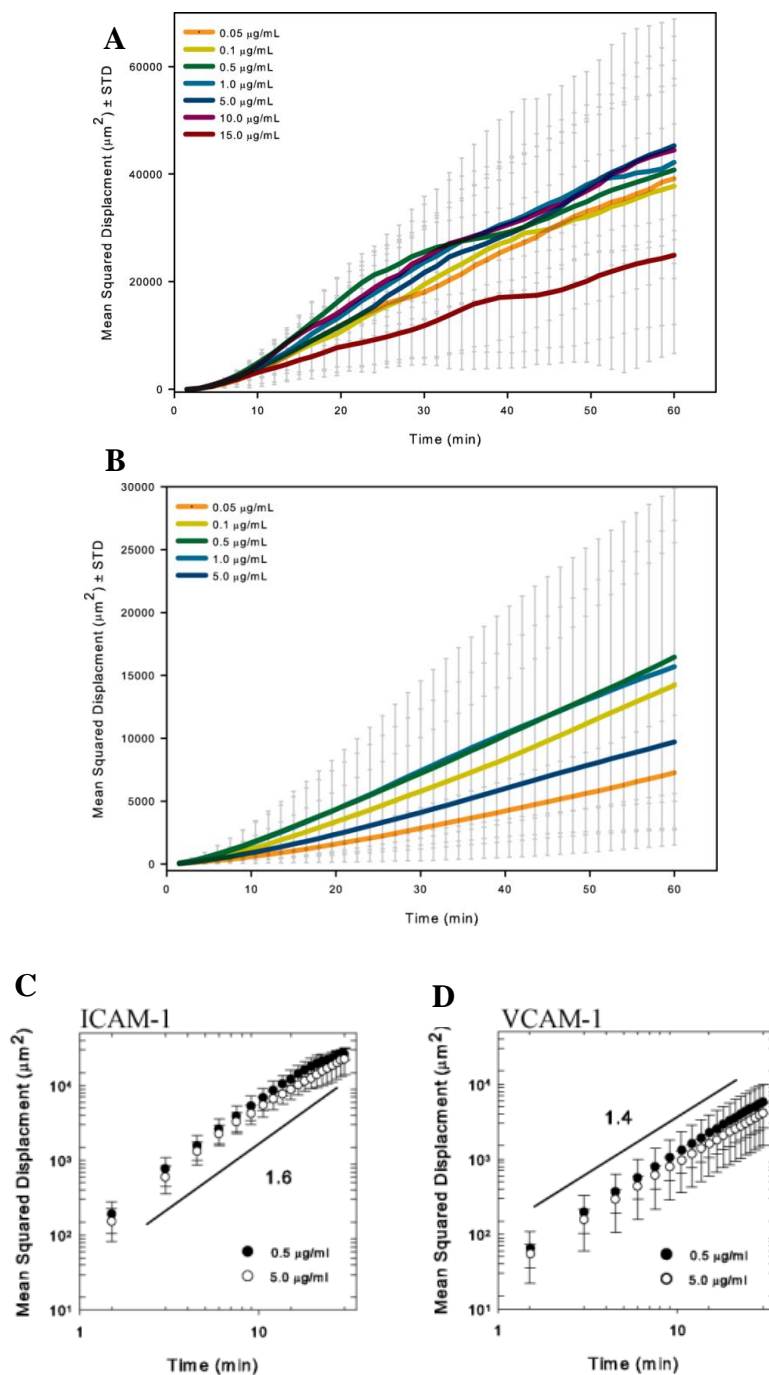 A
0.05 μg/mL
0.1 μg/mL
0.5 μg/mL
1.0 μg/mL
5.0 μg/mL
10.0 μg/mL
15.0 μg/mL
Mean Squared Displacment (μm²) ± STD
60000
40000
20000
0
0 10 20 30 40 50 60
Time (min)
B
0.05 μg/mL
0.1 μg/mL
0.5 μg/mL
1.0 μg/mL
5.0 μg/mL
Mean Squared Displacment (μm²) ± STD
30000
25000
20000
15000
10000
5000
0
0 10 20 30 40 50 60
Time (min)
C
ICAM-1
Mean Squared Displacment (μm²)
10⁴
10³
10²
10¹
1.6
0.5 μg/ml
5.0 μg/ml
1 10
Time (min)
D
VCAM-1
Mean Squared Displacment (μm²)
10⁴
10³
10²
10¹
1.4
0.5 μg/ml
5.0 μg/ml
1 10
Time (min)